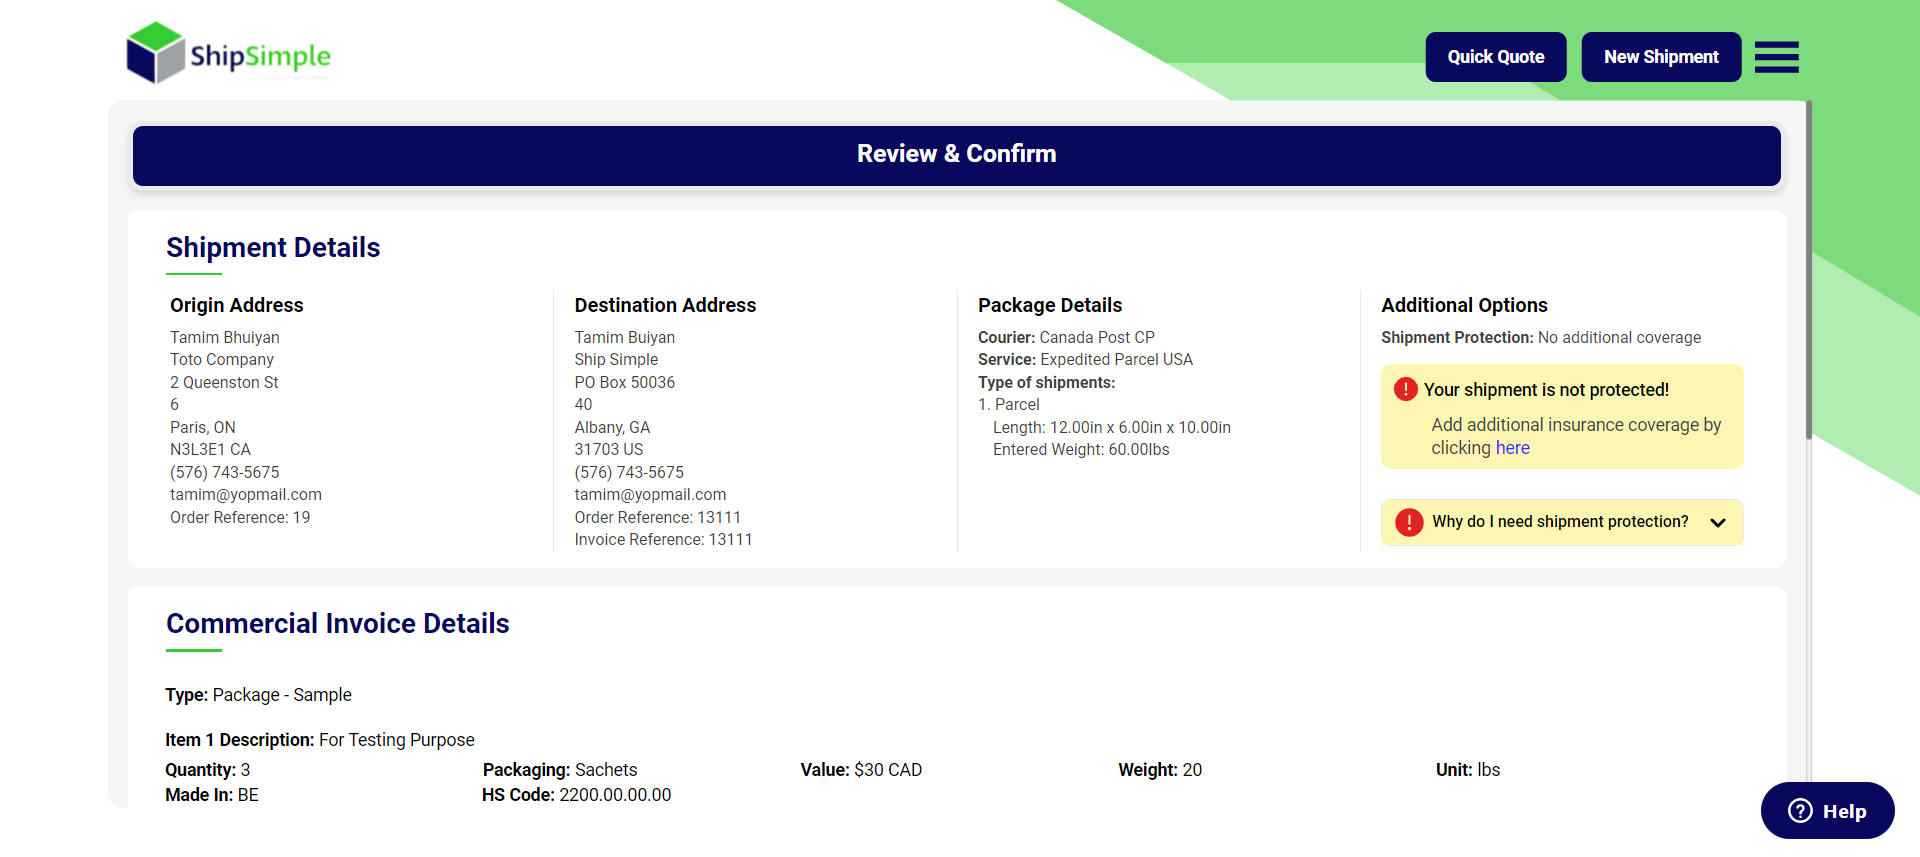 ShipSimple
Quick Quote
New Shipment
Review & Confirm
Shipment Details
Origin Address
Tamim Bhuiyan
Toto Company
2 Queenston St
6
Paris, ON
N3L3E1 CA
(576) 743-5675
tamim@yopmail.com
Order Reference: 19
Destination Address
Tamim Buiyan
Ship Simple
PO Box 50036
40
Albany, GA
31703 US
(576) 743-5675
tamim@yopmail.com
Order Reference: 13111
Invoice Reference: 13111
Package Details
Courier: Canada Post CP
Service: Expedited Parcel USA
Type of shipments:
1. Parcel
Length: 12.00in x 6.00in x 10.00in
Entered Weight: 60.00lbs
Additional Options
Shipment Protection: No additional coverage
Your shipment is not protected!
Add additional insurance coverage by
clicking here
Why do I need shipment protection?
Commercial Invoice Details
Type: Package - Sample
Item 1 Description: For Testing Purpose
Quantity: 3
Packaging: Sachets
Value: $30 CAD
Weight: 20
Unit: lbs
Made In: BE
HS Code: 2200.00.00.00
Help